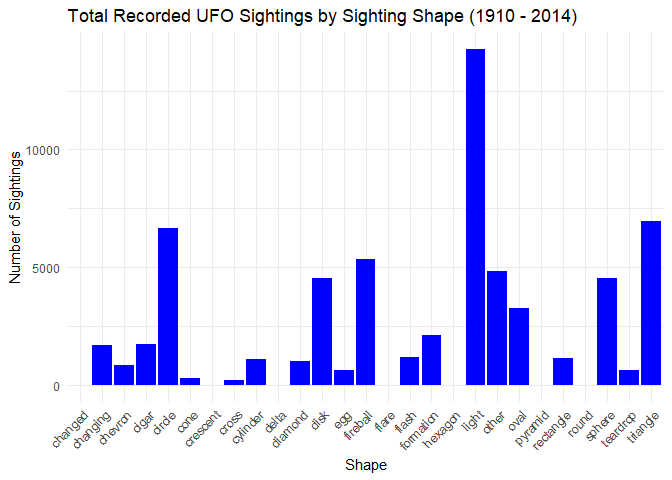 Total Recorded UFO Sightings by Sighting Shape (1910 - 2014)
Number of Sightings
10000
5000
0
changed
changing
chevron
cigar
circle
cone
crescent
cross
cylinder
delta
diamond
disk
egg
fireball
flare
flash
formation
hexagon
light
other
oval
pyramid
rectangle
round
sphere
teardrop
triangle
Shape